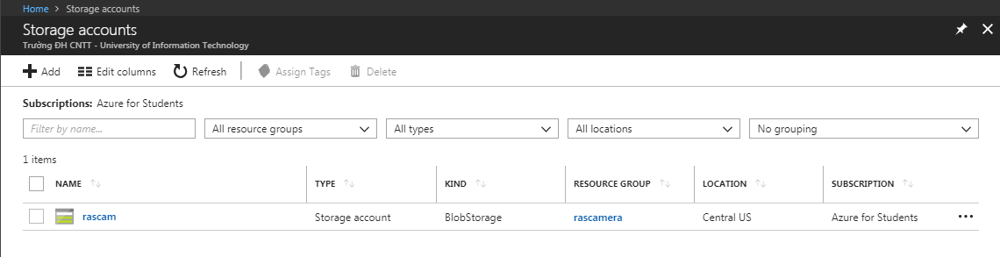 Home > Storage accounts
Storage accounts
Trường ĐH CNTT - University of Information Technology
Add Edit columns Refresh Assign Tags Delete
Subscriptions: Azure for Students
Filter by name... All resource groups All types All locations No grouping
1 items
NAME TYPE KIND RESOURCE GROUP LOCATION SUBSCRIPTION
rascam Storage account BlobStorage rascamera Central US Azure for Students